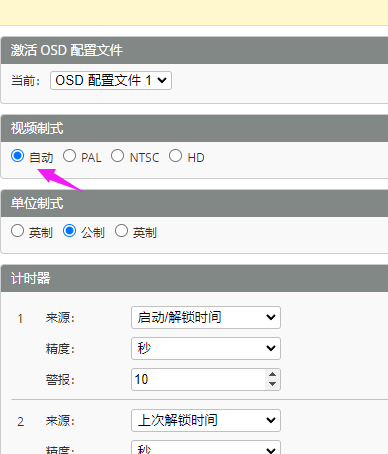 激活 OSD 配置文件
当前： OSD 配置文件 1
视频制式
自动 PAL NTSC HD
单位制式
英制 公制 英制
计时器
1 来源： 启动/解锁时间
精度： 秒
警报： 10
2 来源： 上次解锁时间
精度： 秒